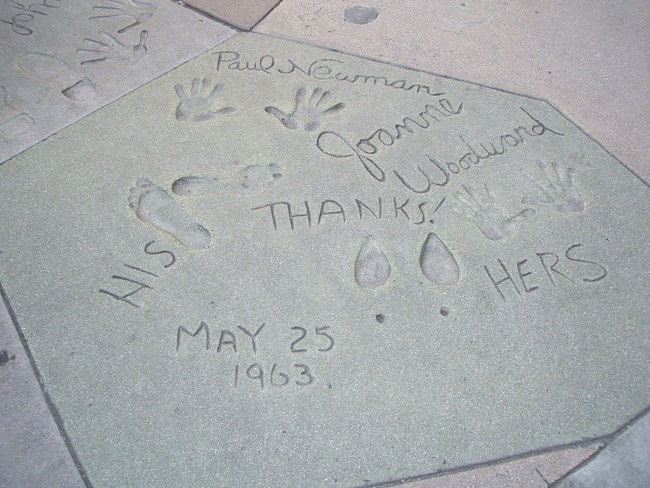 Paul Newman
Joanne
Woodward
THANKS!
HIS
HERS
MAY 25
1963.